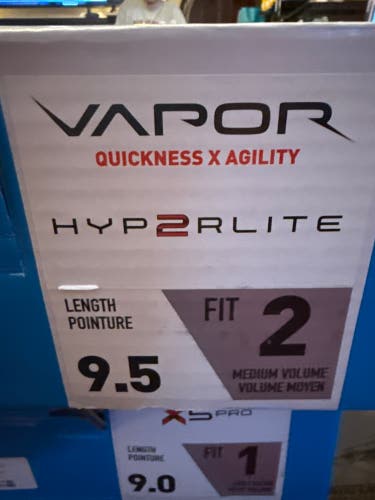 VAPOR
QUICKNESS X AGILITY
HYP2RLITE
LENGTH
POINTURE
9.5
FIT 2
MEDIUM VOLUME
VOLUME MOYEN
X5 PRO
LENGTH
POINTURE
9.0
FIT 1